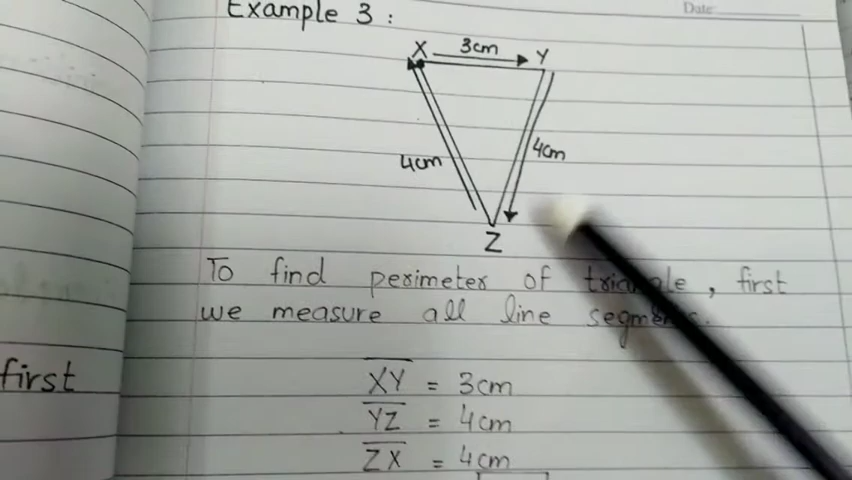 Date:
Example 3 :
X 3cm Y
4cm 4cm
Z
To find perimeter of triangle, first
we measure all line segments.
first
XY = 3cm
YZ = 4cm
ZX = 4cm